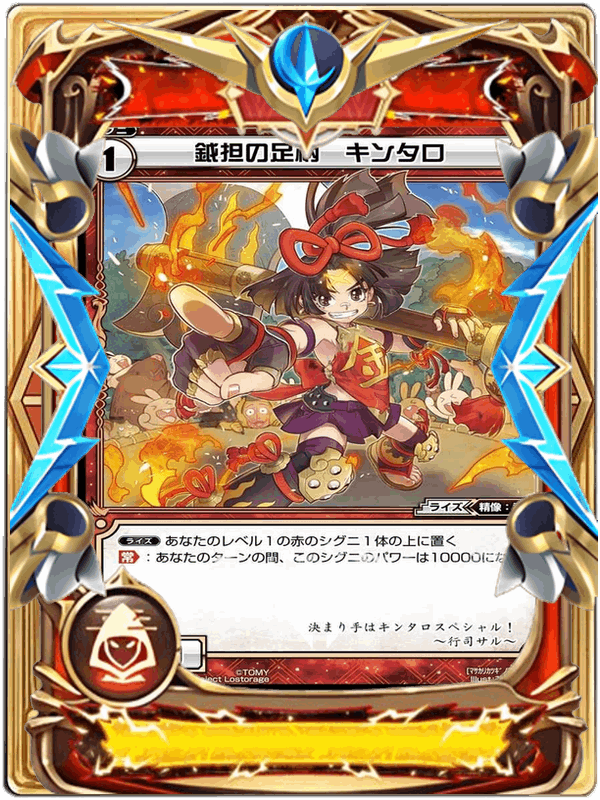 1
鉞担の足柄 キンタロ
金
ライズ 精像:
ライズ あなたのレベル1の赤のシグニ1体の上に置く
常 :あなたのターンの間、このシグニのパワーは10000にな
決まり手はキンタロスペシャル!
~行司サル~
©TOMY
ject Lostorage